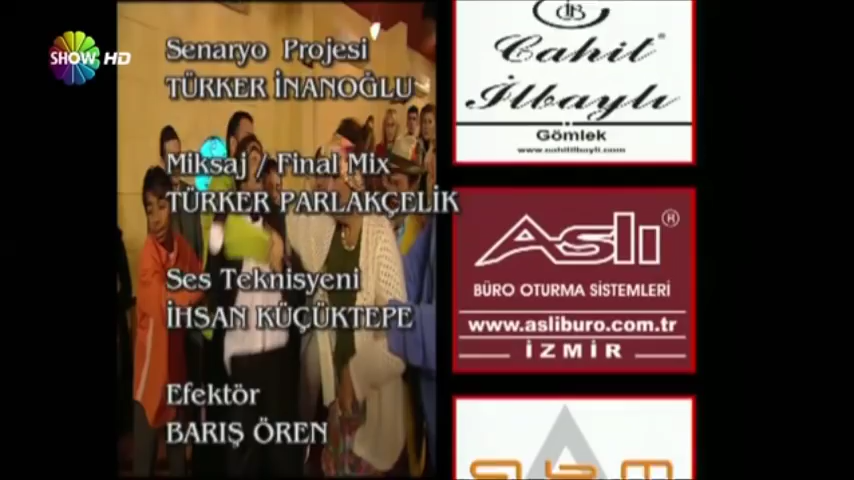 SHOW HD
Senaryo Projesi
TÜRKER İNANOĞLU
Miksaj / Final Mix
TÜRKER PARLAKÇELİK
Ses Teknisyeni
İHSAN KÜÇÜKTEPE
Efektör
BARIŞ ÖREN
Cahit
İlbaylı
Gömlek
www.cahitilbayli.com
Aslı®
BÜRO OTURMA SİSTEMLERİ
www.asliburo.com.tr
İZMİR